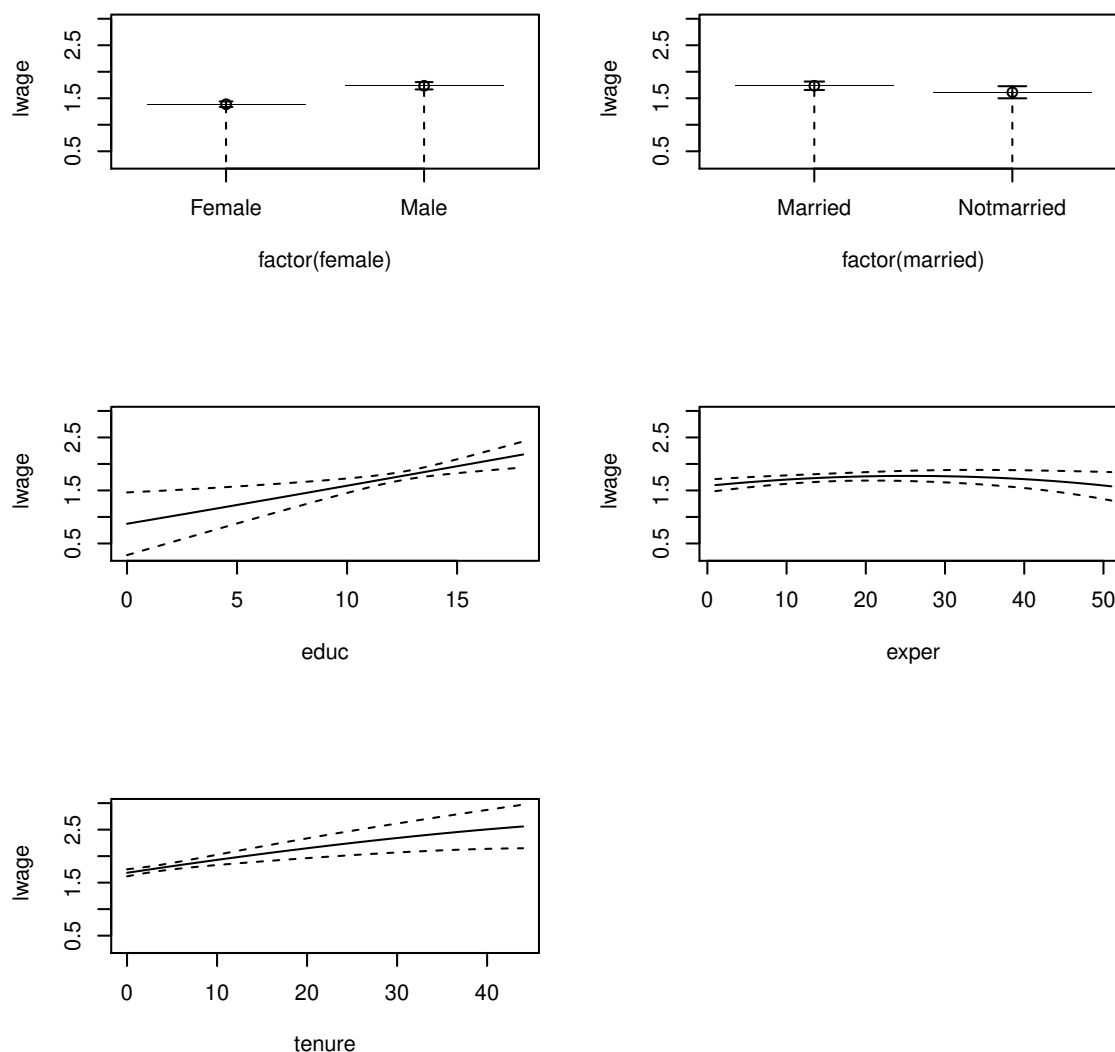 lwage
2.5
1.5
0.5
Female Male
factor(female)
lwage
2.5
1.5
0.5
Married Notmarried
factor(married)
lwage
2.5
1.5
0.5
0 5 10 15
educ
lwage
2.5
1.5
0.5
0 10 20 30 40 50
exper
lwage
2.5
1.5
0.5
0 10 20 30 40
tenure